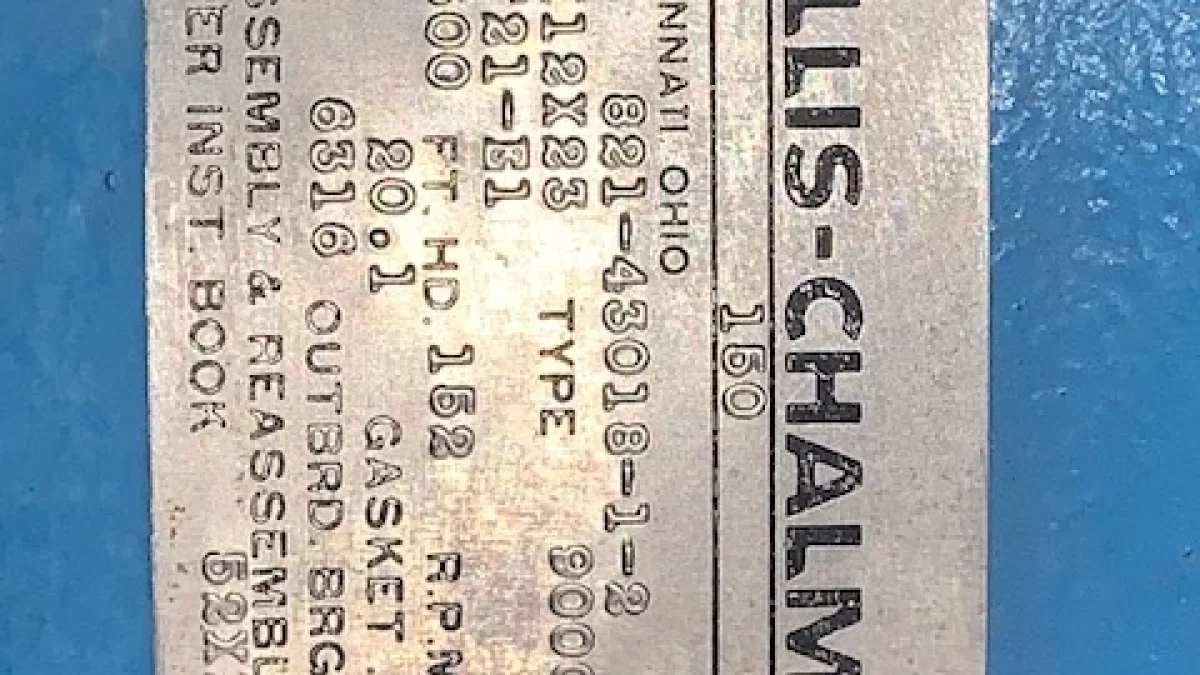 LLIS-CHALM
150
NNATI, OHIO
821-43018-1-2
12X23 TYPE 9000
21-E1
500 FT. HD. 152 R.P.M
20.1 GASKET
6316 OUTBRD. BRG
SSEMBLY & REASSEMBL
ER INST. BOOK 52X